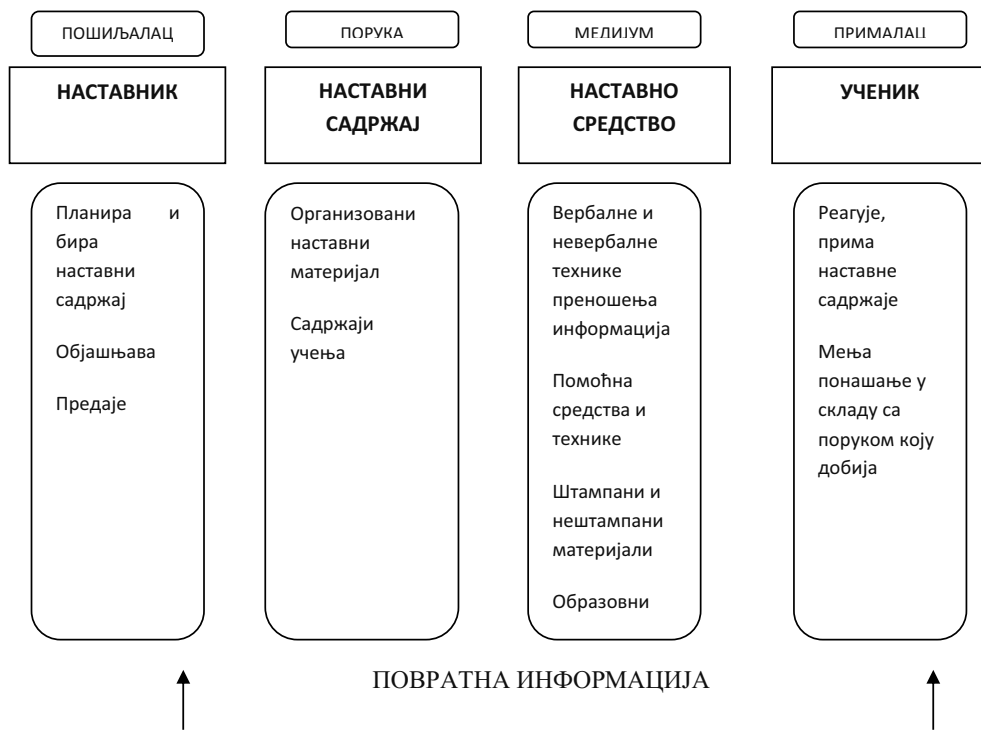 ПОШИЉАЛАЦ
ПОРУКА
МЕДИЈУМ
ПРИМАЛАЦ
НАСТАВНИК
НАСТАВНИ
САДРЖАЈ
НАСТАВНО
СРЕДСТВО
УЧЕНИК
Планира и
бира
наставни
садржај
Објашњава
Предаје
Организовани
наставни
материјал
Садржаји
учења
Вербалне и
невербалне
технике
преношења
информација
Помоћна
средства и
технике
Штампани и
нештампани
материјали
Образовни
Реагује,
прима
наставне
садржаје
Мења
понашање у
складу са
поруком коју
добија
ПОВРАТНА ИНФОРМАЦИЈА